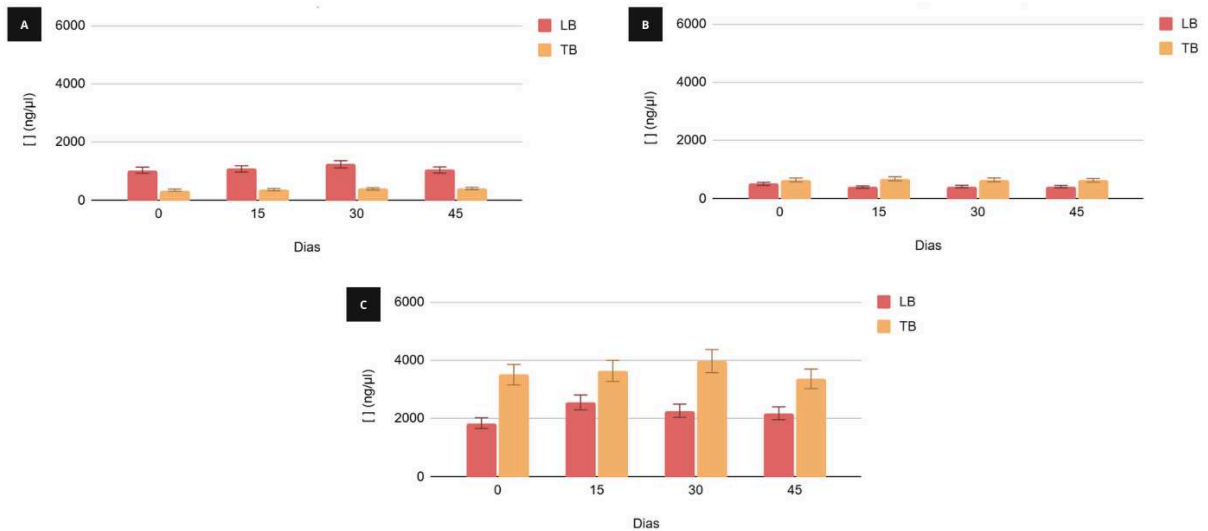 A
6000
4000
2000
0
[ ] (ng/µl)
0 15 30 45
Dias
LB
TB
B
6000
4000
2000
0
[ ] (ng/µl)
0 15 30 45
Dias
LB
TB
C
6000
4000
2000
0
[ ] (ng/µl)
0 15 30 45
Dias
LB
TB